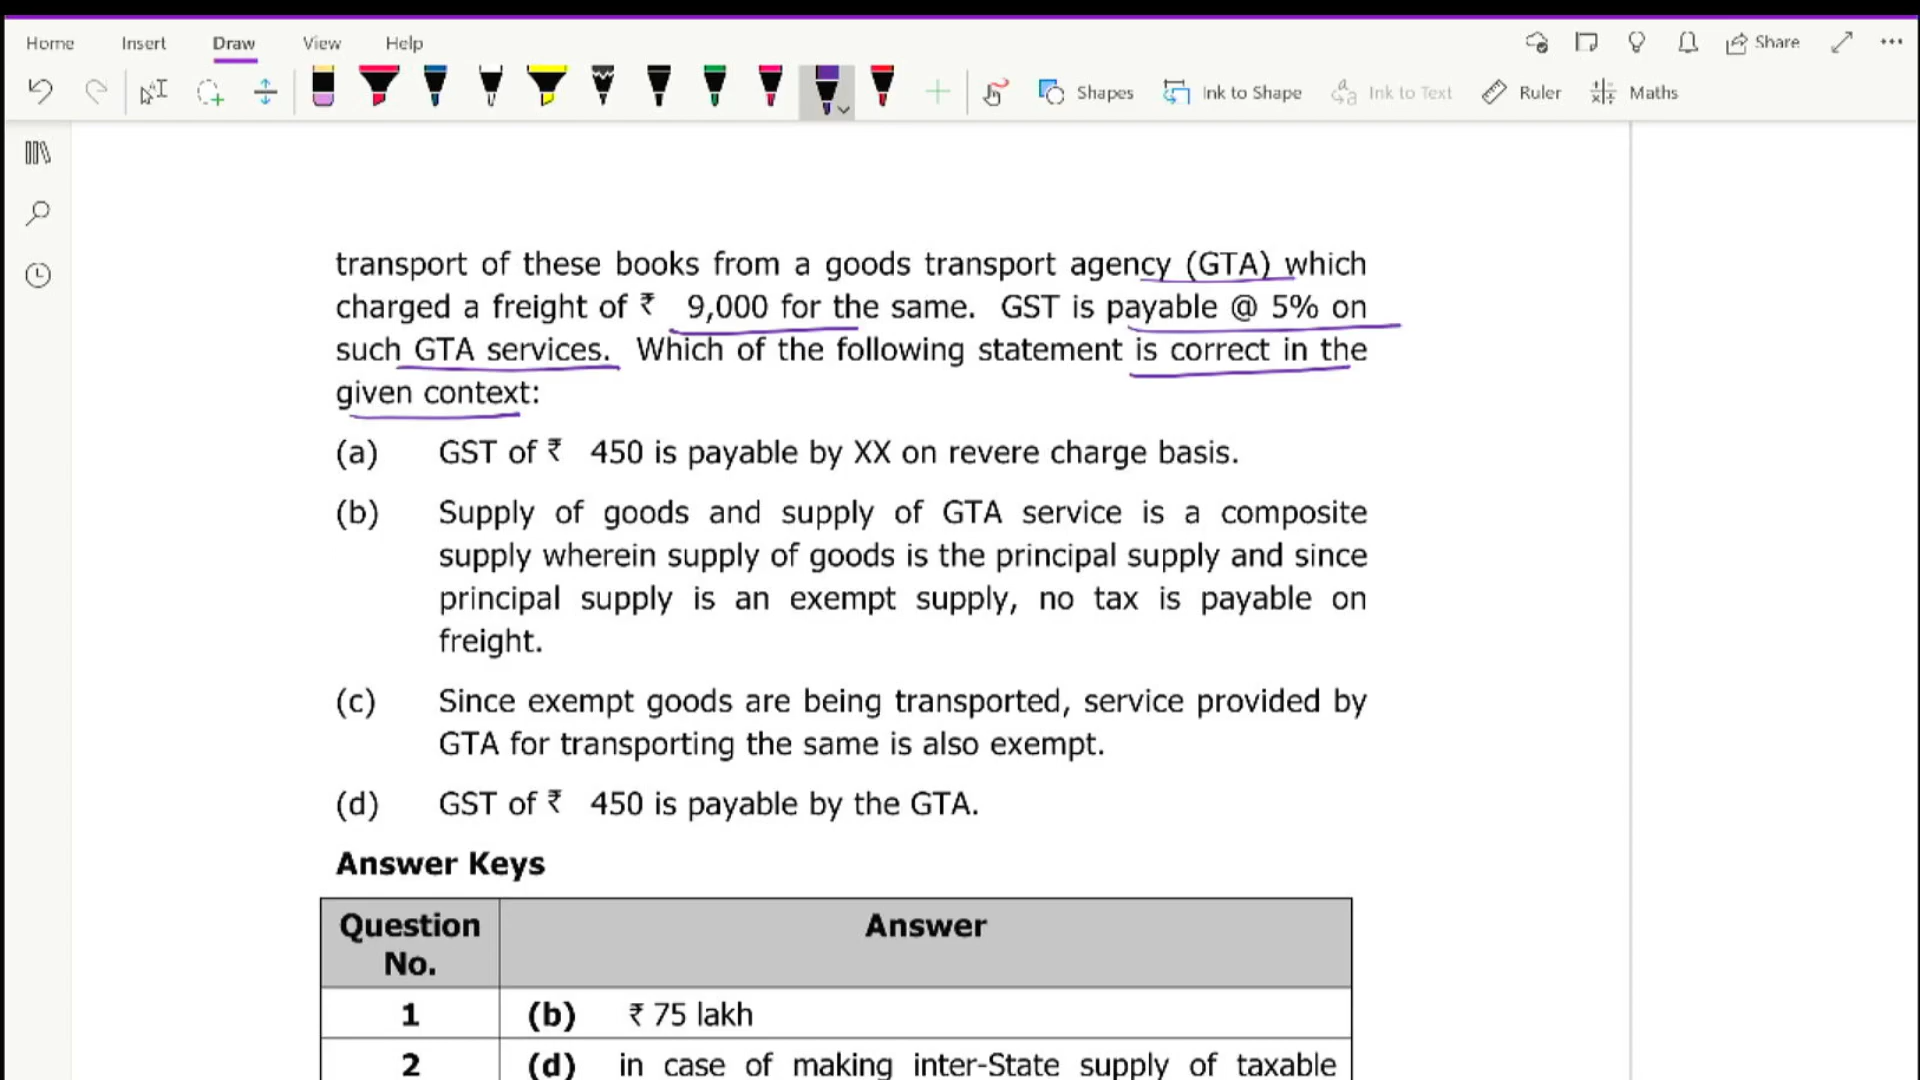 Home Insert Draw View Help
Share
Shapes Ink to Shape Ink to Text Ruler Maths
transport of these books from a goods transport agency (GTA) which
charged a freight of ₹ 9,000 for the same. GST is payable @ 5% on
such GTA services. Which of the following statement is correct in the
given context:
(a) GST of ₹ 450 is payable by XX on revere charge basis.
(b) Supply of goods and supply of GTA service is a composite
supply wherein supply of goods is the principal supply and since
principal supply is an exempt supply, no tax is payable on
freight.
(c) Since exempt goods are being transported, service provided by
GTA for transporting the same is also exempt.
(d) GST of ₹ 450 is payable by the GTA.
Answer Keys
Question Answer
No.
1 (b) ₹ 75 lakh
2 (d) in case of making inter-State supply of taxable